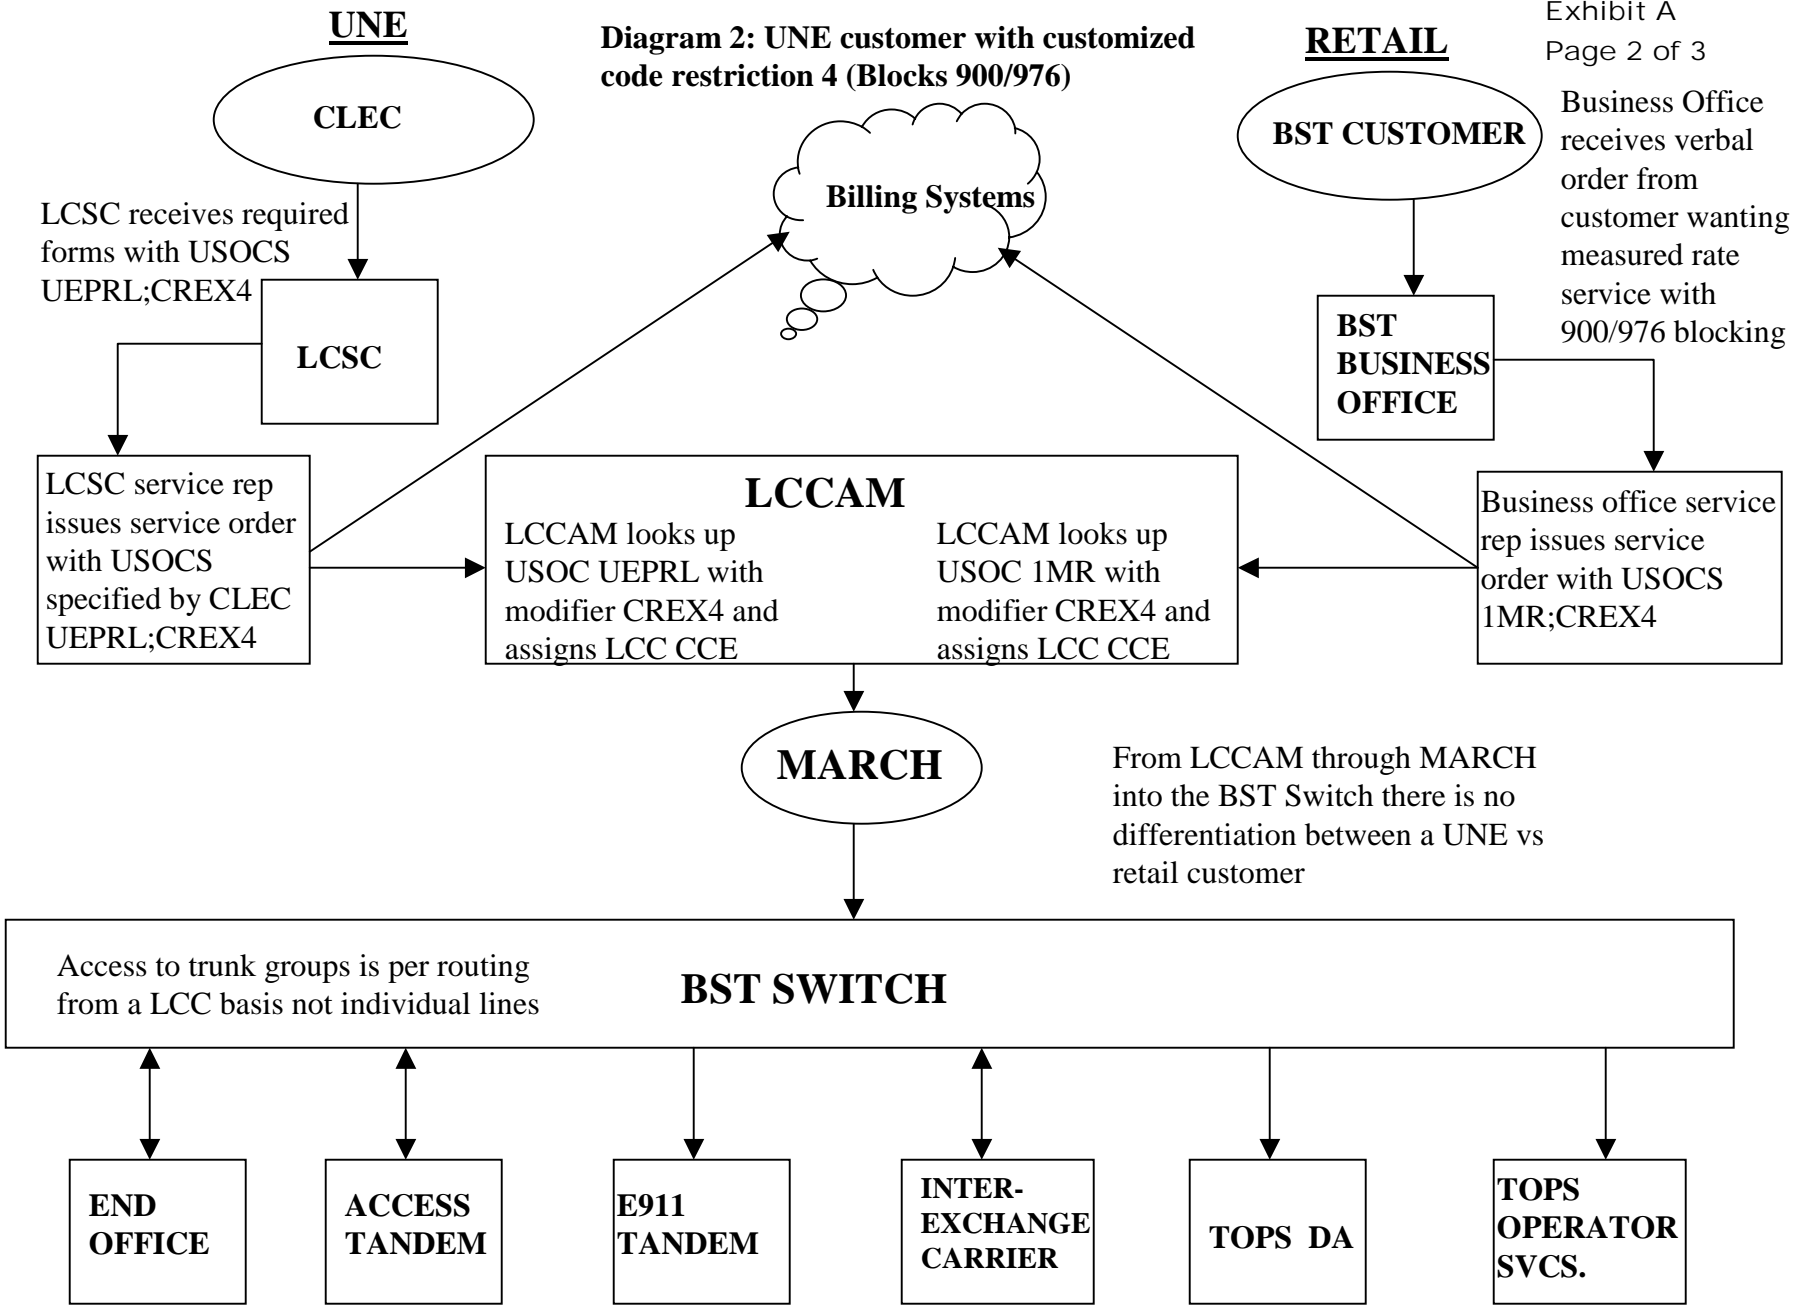 UNE
Diagram 2: UNE customer with customized
code restriction 4 (Blocks 900/976)
RETAIL
Exhibit A
Page 2 of 3
CLEC
Billing Systems
BST CUSTOMER
Business Office
receives verbal
order from
customer wanting
measured rate
service with
900/976 blocking
LCSC receives required
forms with USOCS
UEPRL;CREX4
LCSC
BST
BUSINESS
OFFICE
LCSC service rep
issues service order
with USOCS
specified by CLEC
UEPRL;CREX4
LCCAM
LCCAM looks up
USOC UEPRL with
modifier CREX4 and
assigns LCC CCE
LCCAM looks up
USOC 1MR with
modifier CREX4 and
assigns LCC CCE
Business office service
rep issues service
order with USOCS
1MR;CREX4
MARCH
From LCCAM through MARCH
into the BST Switch there is no
differentiation between a UNE vs
retail customer
Access to trunk groups is per routing
from a LCC basis not individual lines
BST SWITCH
END
OFFICE
ACCESS
TANDEM
E911
TANDEM
INTER-
EXCHANGE
CARRIER
TOPS DA
TOPS
OPERATOR
SVCS.